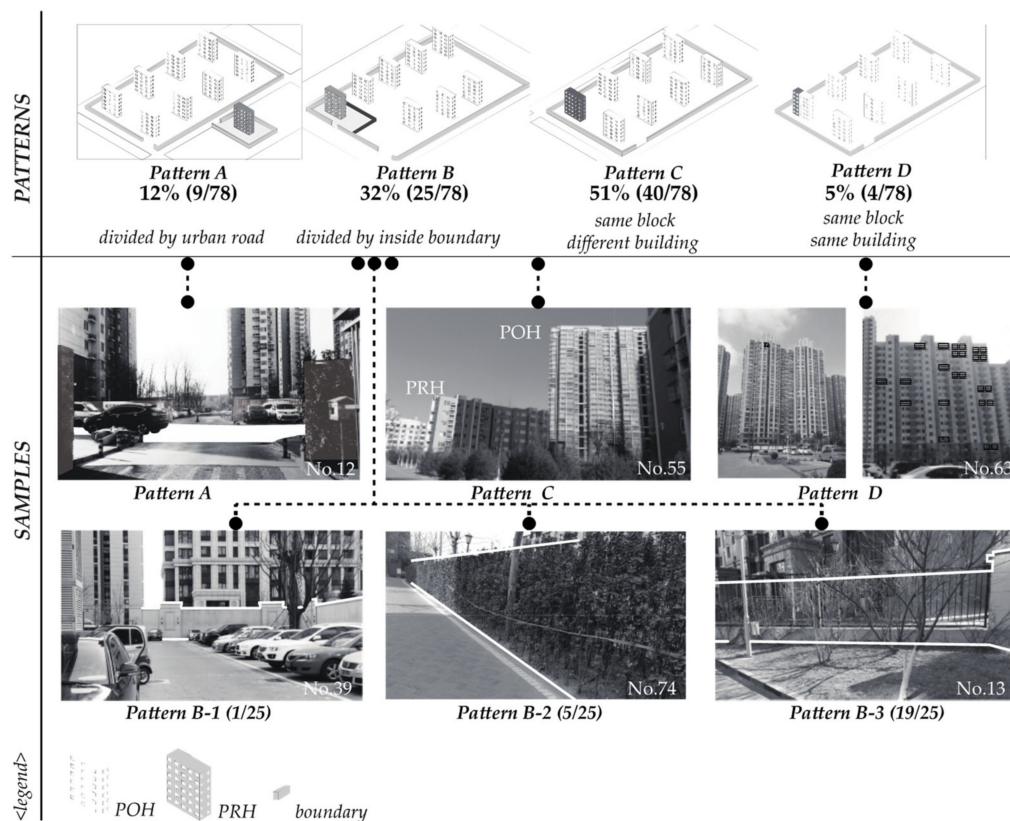 PATTERNS
Pattern A
12% (9/78)
divided by urban road
Pattern B
32% (25/78)
divided by inside boundary
Pattern C
51% (40/78)
same block
different building
Pattern D
5% (4/78)
same block
same building
SAMPLES
No.12
Pattern A
POH
PRH
No.55
Pattern C
No.63
Pattern D
No.39
Pattern B-1 (1/25)
No.74
Pattern B-2 (5/25)
No.13
Pattern B-3 (19/25)
<legend>
POH
PRH
boundary